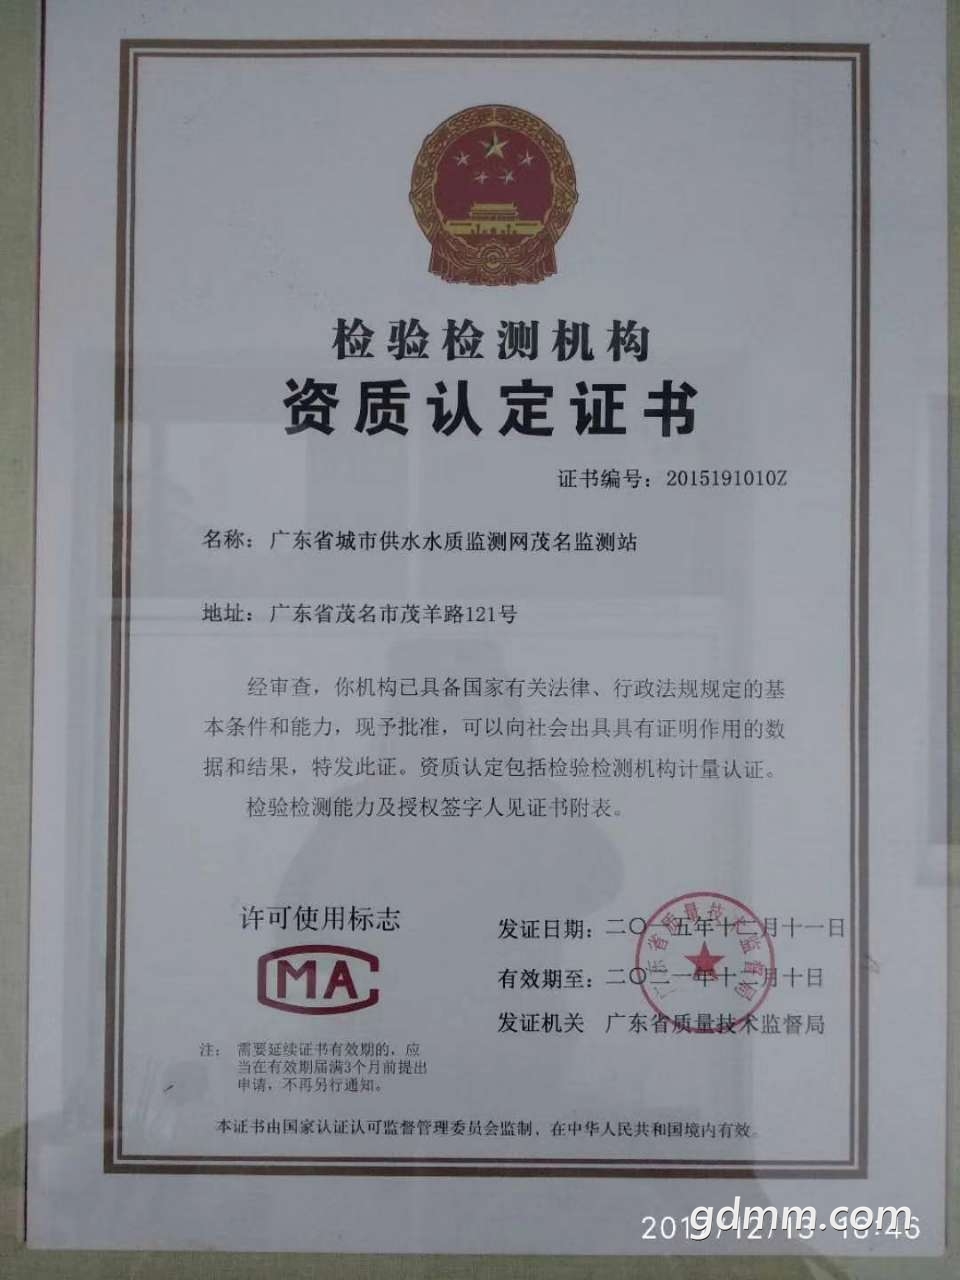 检验检测机构
资质认定证书
证书编号：2015191010Z
名称：广东省城市供水水质监测网茂名监测站
地址：广东省茂名市茂羊路121号
经审查，你机构已具备国家有关法律、行政法规规定的基
本条件和能力，现予批准，可以向社会出具具有证明作用的数
据和结果，特发此证。资质认定包括检验检测机构计量认证。
检验检测能力及授权签字人见证书附表。
许可使用标志
MA
发证日期：二〇一五年十二月十一日
有效期至：二〇二一年十二月十日
发证机关 广东省质量技术监督局
广东省质量技术监督局
注：需要延续证书有效期的，应
当在有效期届满3个月前提出
申请，不再另行通知。
本证书由国家认证认可监督管理委员会监制，在中华人民共和国境内有效。
gdmm.com